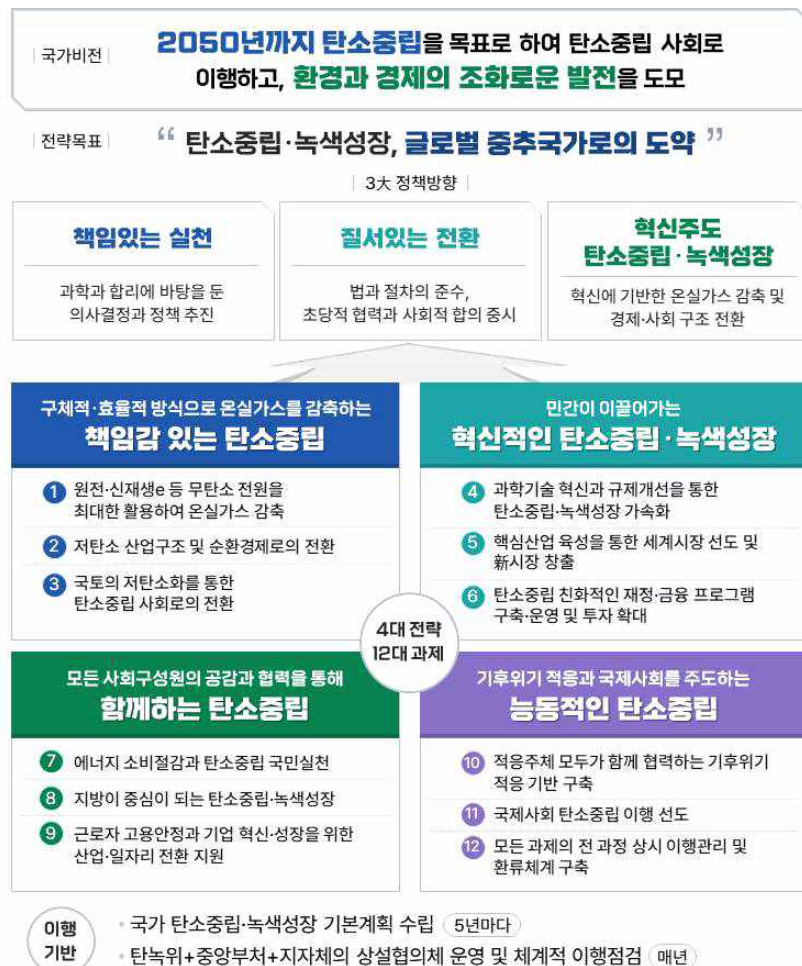 국가비전
2050년까지 탄소중립을 목표로 하여 탄소중립 사회로
이행하고, 환경과 경제의 조화로운 발전을 도모
전략목표
“ 탄소중립·녹색성장, 글로벌 중추국가로의 도약 ”
3大 정책방향
책임있는 실천
과학과 합리에 바탕을 둔
의사결정과 정책 추진
질서있는 전환
법과 절차의 준수,
초당적 협력과 사회적 합의 중시
혁신주도
탄소중립·녹색성장
혁신에 기반한 온실가스 감축 및
경제·사회 구조 전환
구체적·효율적 방식으로 온실가스를 감축하는
책임감 있는 탄소중립
1 원전·신재생e 등 무탄소 전원을
최대한 활용하여 온실가스 감축
2 저탄소 산업구조 및 순환경제로의 전환
3 국토의 저탄소화를 통한
탄소중립 사회로의 전환
민간이 이끌어가는
혁신적인 탄소중립·녹색성장
4 과학기술 혁신과 규제개선을 통한
탄소중립·녹색성장 가속화
5 핵심산업 육성을 통한 세계시장 선도 및
新시장 창출
6 탄소중립 친화적인 재정·금융 프로그램
구축·운영 및 투자 확대
4대 전략
12대 과제
모든 사회구성원의 공감과 협력을 통해
함께하는 탄소중립
7 에너지 소비절감과 탄소중립 국민실천
8 지방이 중심이 되는 탄소중립·녹색성장
9 근로자 고용안정과 기업 혁신·성장을 위한
산업·일자리 전환 지원
기후위기 적응과 국제사회를 주도하는
능동적인 탄소중립
10 적응주체 모두가 함께 협력하는 기후위기
적응 기반 구축
11 국제사회 탄소중립 이행 선도
12 모든 과제의 전 과정 상시 이행관리 및
환류체계 구축
이행
기반
· 국가 탄소중립·녹색성장 기본계획 수립 5년마다
· 탄녹위+중앙부처+지자체의 상설협의체 운영 및 체계적 이행점검 매년